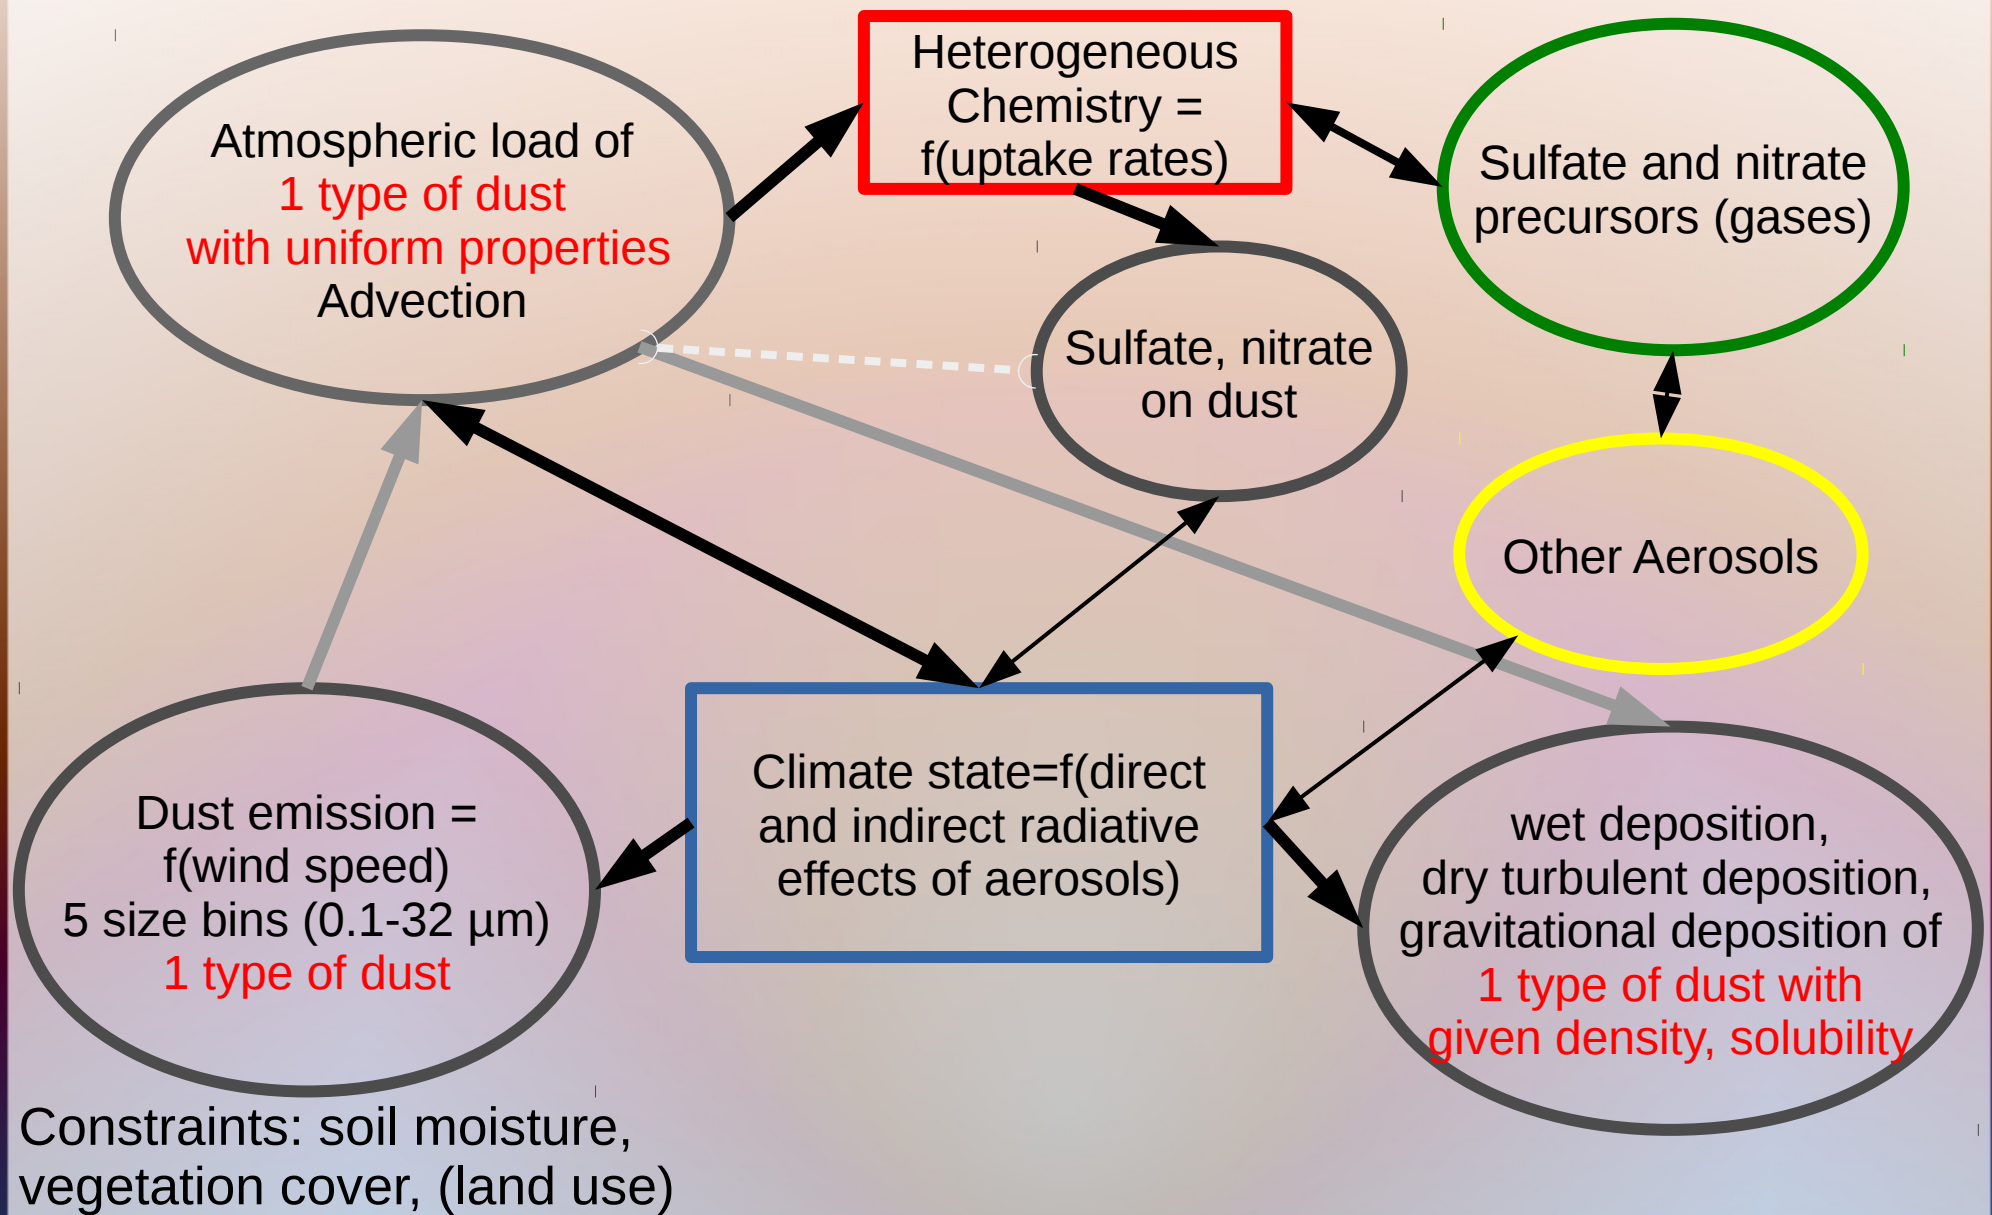 Heterogeneous
Chemistry =
f(uptake rates)
Atmospheric load of
1 type of dust
with uniform properties
Advection
Sulfate and nitrate
precursors (gases)
Sulfate, nitrate
on dust
Other Aerosols
Dust emission =
f(wind speed)
5 size bins (0.1-32 µm)
1 type of dust
Climate state=f(direct
and indirect radiative
effects of aerosols)
wet deposition,
dry turbulent deposition,
gravitational deposition of
1 type of dust with
given density, solubility
Constraints: soil moisture,
vegetation cover, (land use)